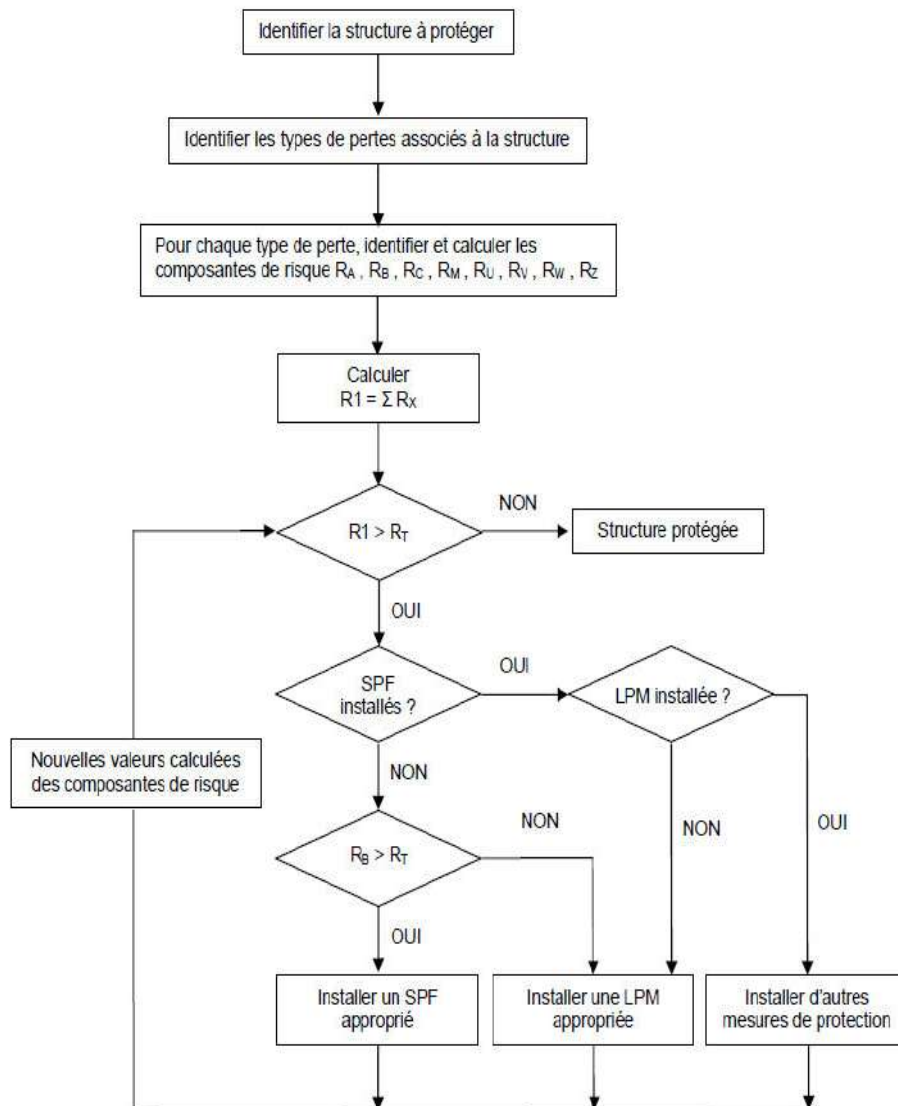 Identifier la structure à protéger
Identifier les types de pertes associés à la structure
Pour chaque type de perte, identifier et calculer les
composantes de risque RA , RB , RC , RM , RU , RV , RW , RZ
Calculer
R1 = Σ RX
R1 > RT
NON
Structure protégée
OUI
SPF
installés ?
OUI
LPM installée ?
Nouvelles valeurs calculées
des composantes de risque
NON
NON
OUI
RB > RT
NON
OUI
Installer un SPF
approprié
Installer une LPM
appropriée
Installer d'autres
mesures de protection